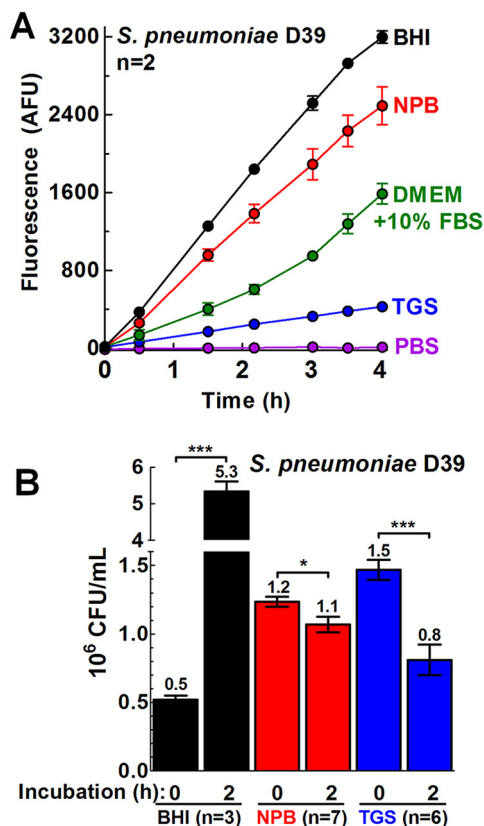 A
S. pneumoniae D39
n=2
BHI
NPB
DMEM
+10% FBS
TGS
PBS
Fluorescence (AFU)
3200
2400
1600
800
0
0 1 2 3 4
Time (h)
B
S. pneumoniae D39
10⁶ CFU/mL
6
5
4
1.5
1.0
0.5
0.0
***
*
***
0.5
5.3
1.2
1.1
1.5
0.8
Incubation (h): 0 2 0 2 0 2
BHI (n=3) NPB (n=7) TGS (n=6)